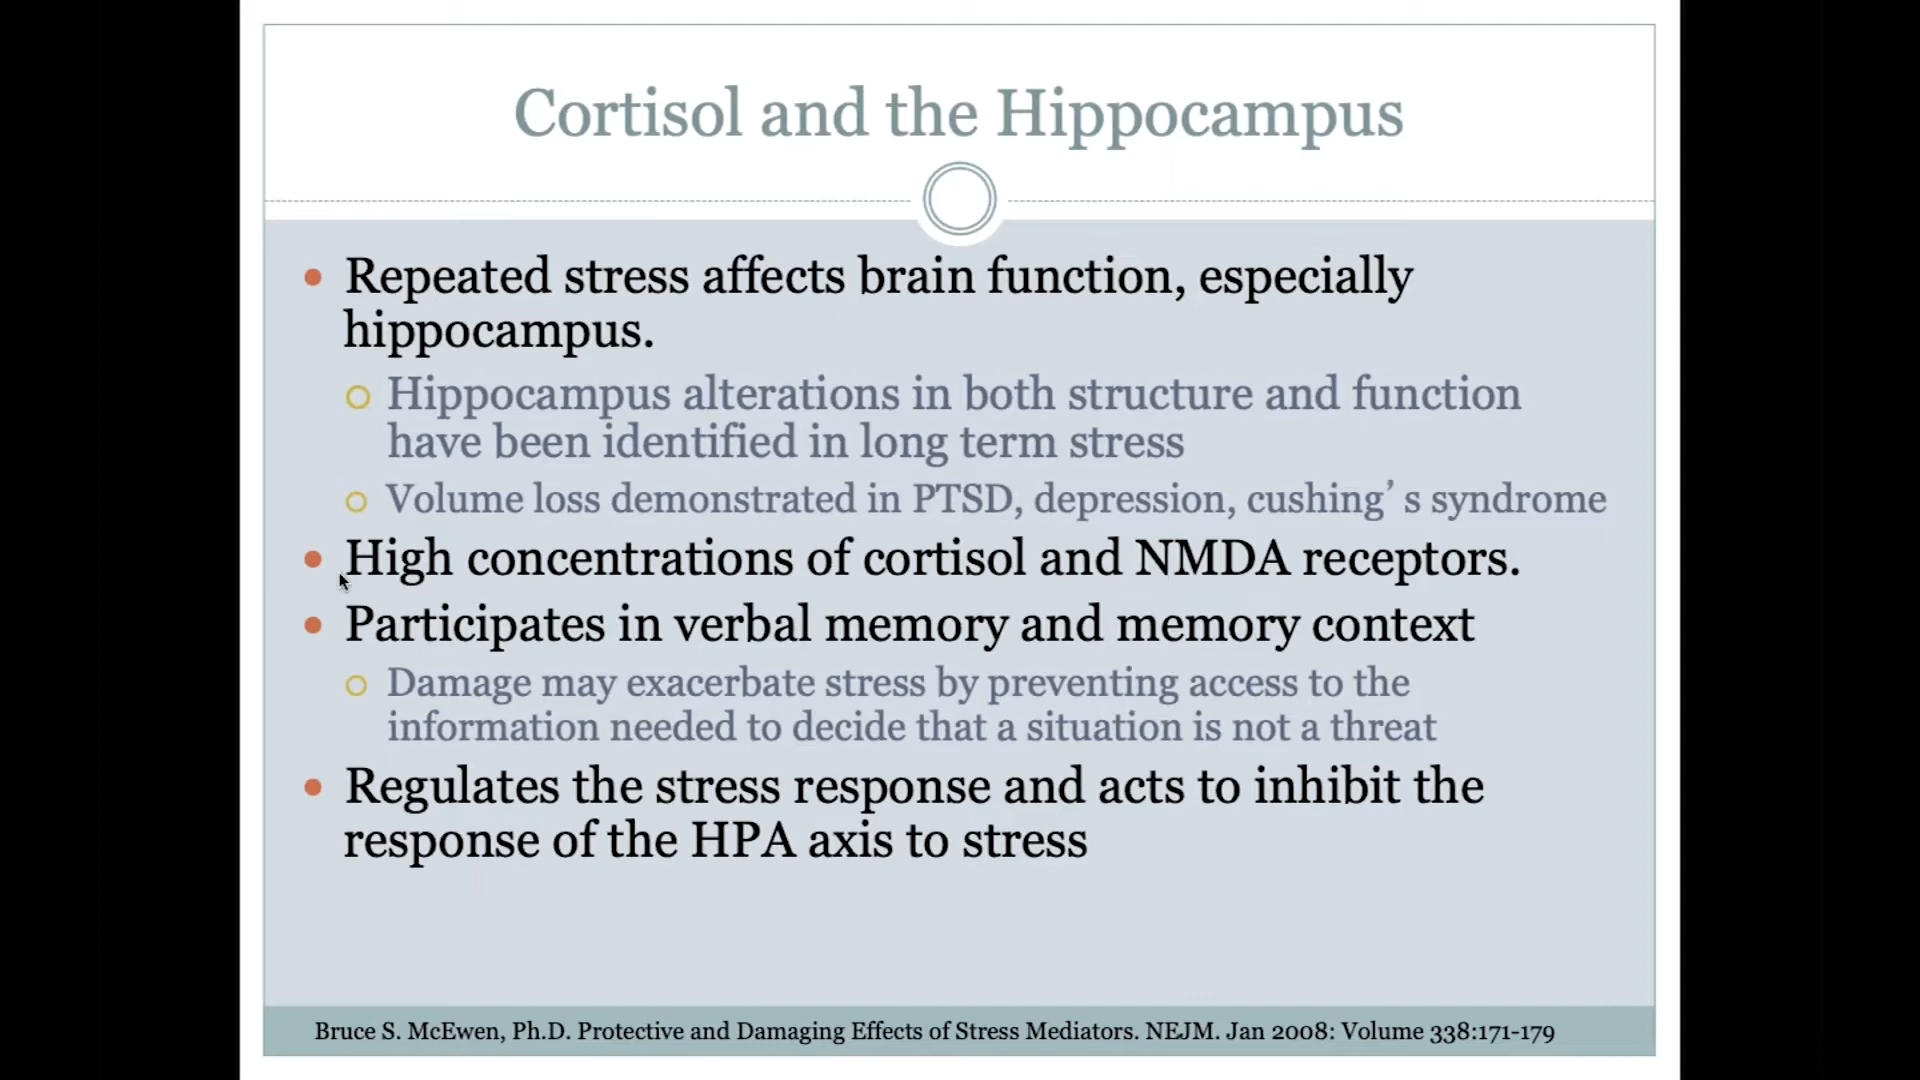 Cortisol and the Hippocampus
Repeated stress affects brain function, especially
hippocampus.
Hippocampus alterations in both structure and function
have been identified in long term stress
Volume loss demonstrated in PTSD, depression, cushing's syndrome
High concentrations of cortisol and NMDA receptors.
Participates in verbal memory and memory context
Damage may exacerbate stress by preventing access to the
information needed to decide that a situation is not a threat
Regulates the stress response and acts to inhibit the
response of the HPA axis to stress
Bruce S. McEwen, Ph.D. Protective and Damaging Effects of Stress Mediators. NEJM. Jan 2008: Volume 338:171-179